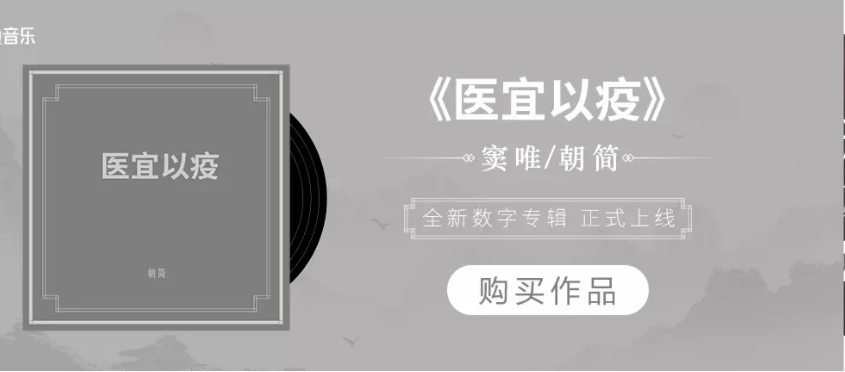 音乐
医宜以疫
朝简
《医宜以疫》
窦唯/朝简
全新数字专辑 正式上线
购买作品